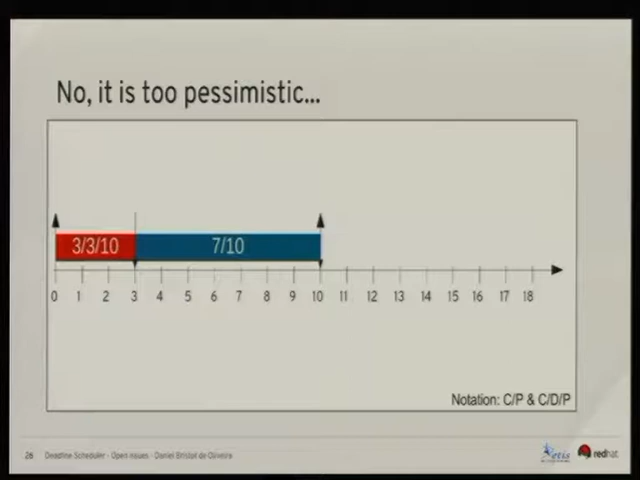 No, it is too pessimistic...
3/3/10
7/10
0 1 2 3 4 5 6 7 8 9 10 11 12 13 14 15 16 17 18
Notation: C/P & C/D/P
Deadline Scheduler - Open issues - Daniel Bristot de Oliveira
retis
redhat